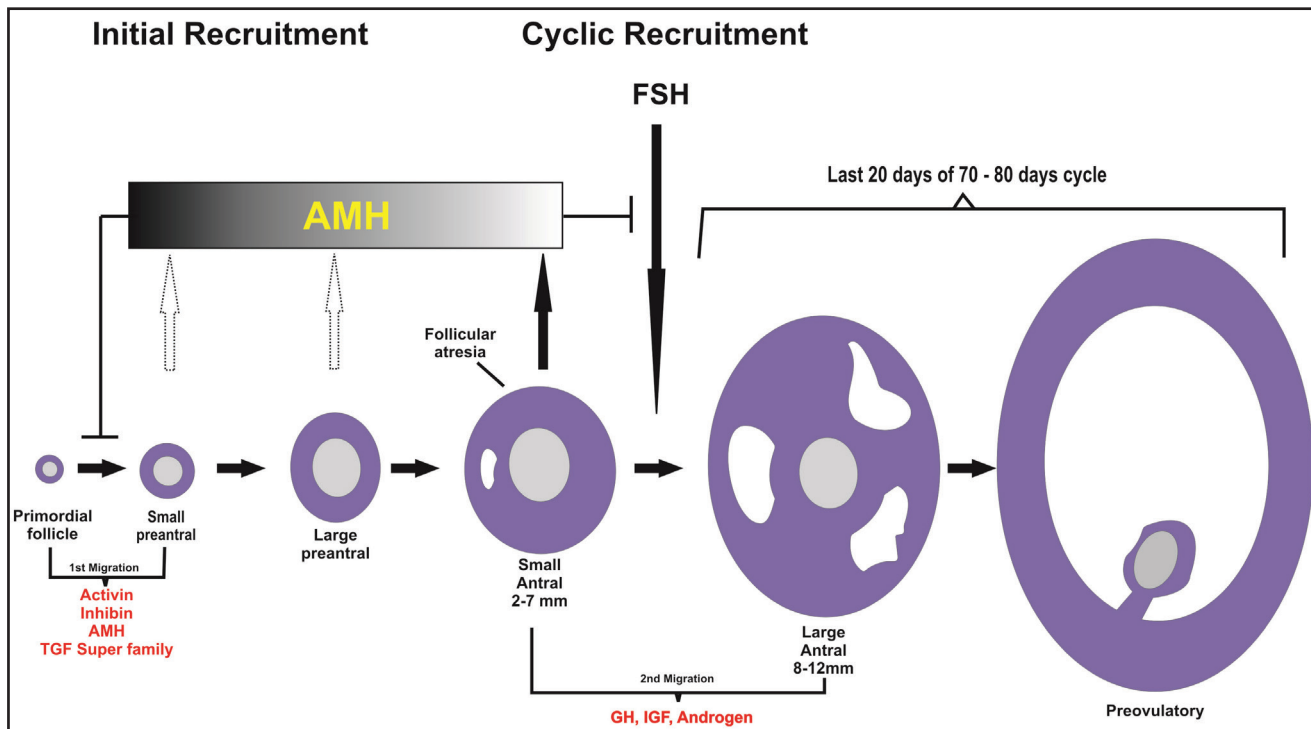 Initial Recruitment
Cyclic Recruitment
FSH
Last 20 days of 70 - 80 days cycle
AMH
Follicular
atresia
Primordial
follicle
Small
preantral
Large
preantral
Small
Antral
2-7 mm
Large
Antral
8-12mm
Preovulatory
1st Migration
Activin
Inhibin
AMH
TGF Super family
2nd Migration
GH, IGF, Androgen